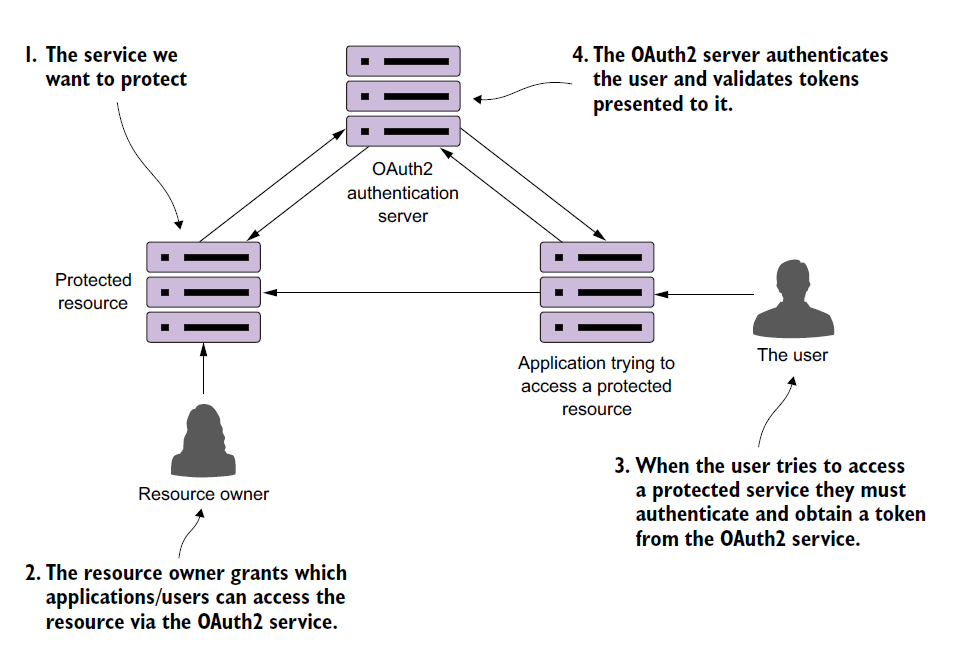 1. The service we
want to protect
4. The OAuth2 server authenticates
the user and validates tokens
presented to it.
OAuth2
authentication
server
Protected
resource
Application trying to
access a protected
resource
The user
Resource owner
3. When the user tries to access
a protected service they must
authenticate and obtain a token
from the OAuth2 service.
2. The resource owner grants which
applications/users can access the
resource via the OAuth2 service.